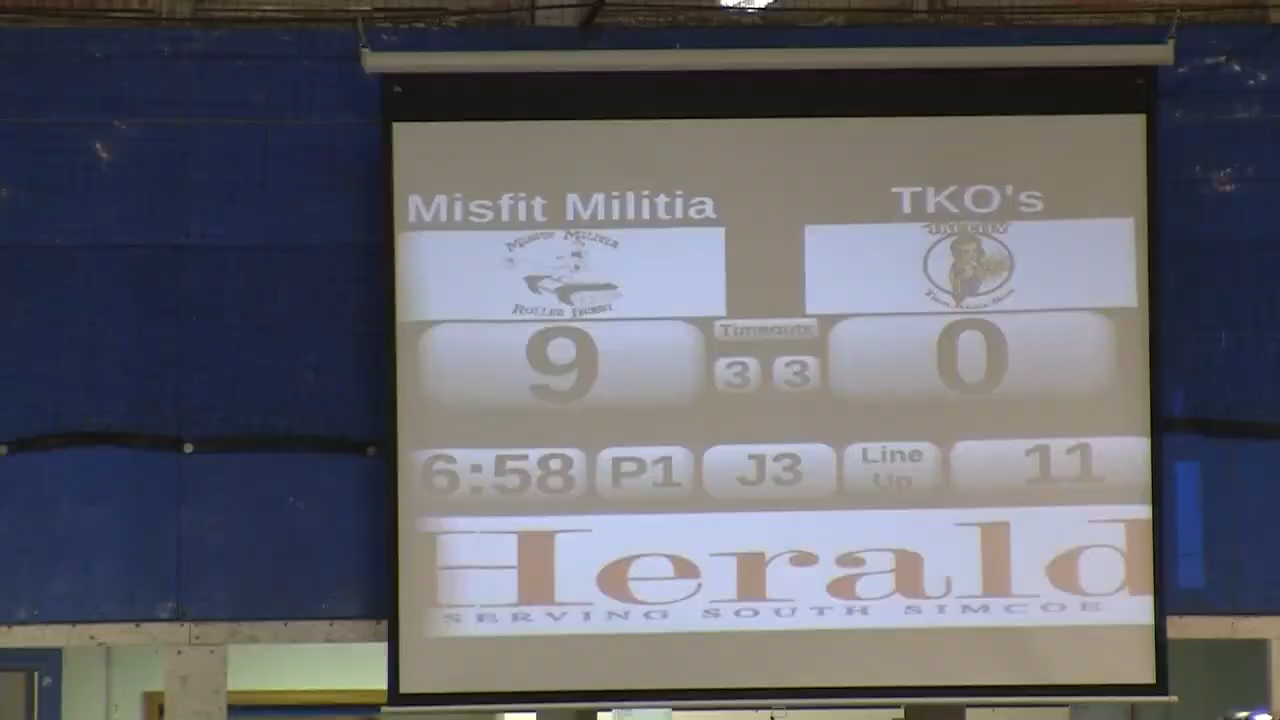 Misfit Militia
TKO's
MISFIT MILITIA
ROLLER DERBY
9
Timeouts
3 3
0
6:58
P1
J3
Line
Up
11
Herald
SERVING SOUTH SIMCOE